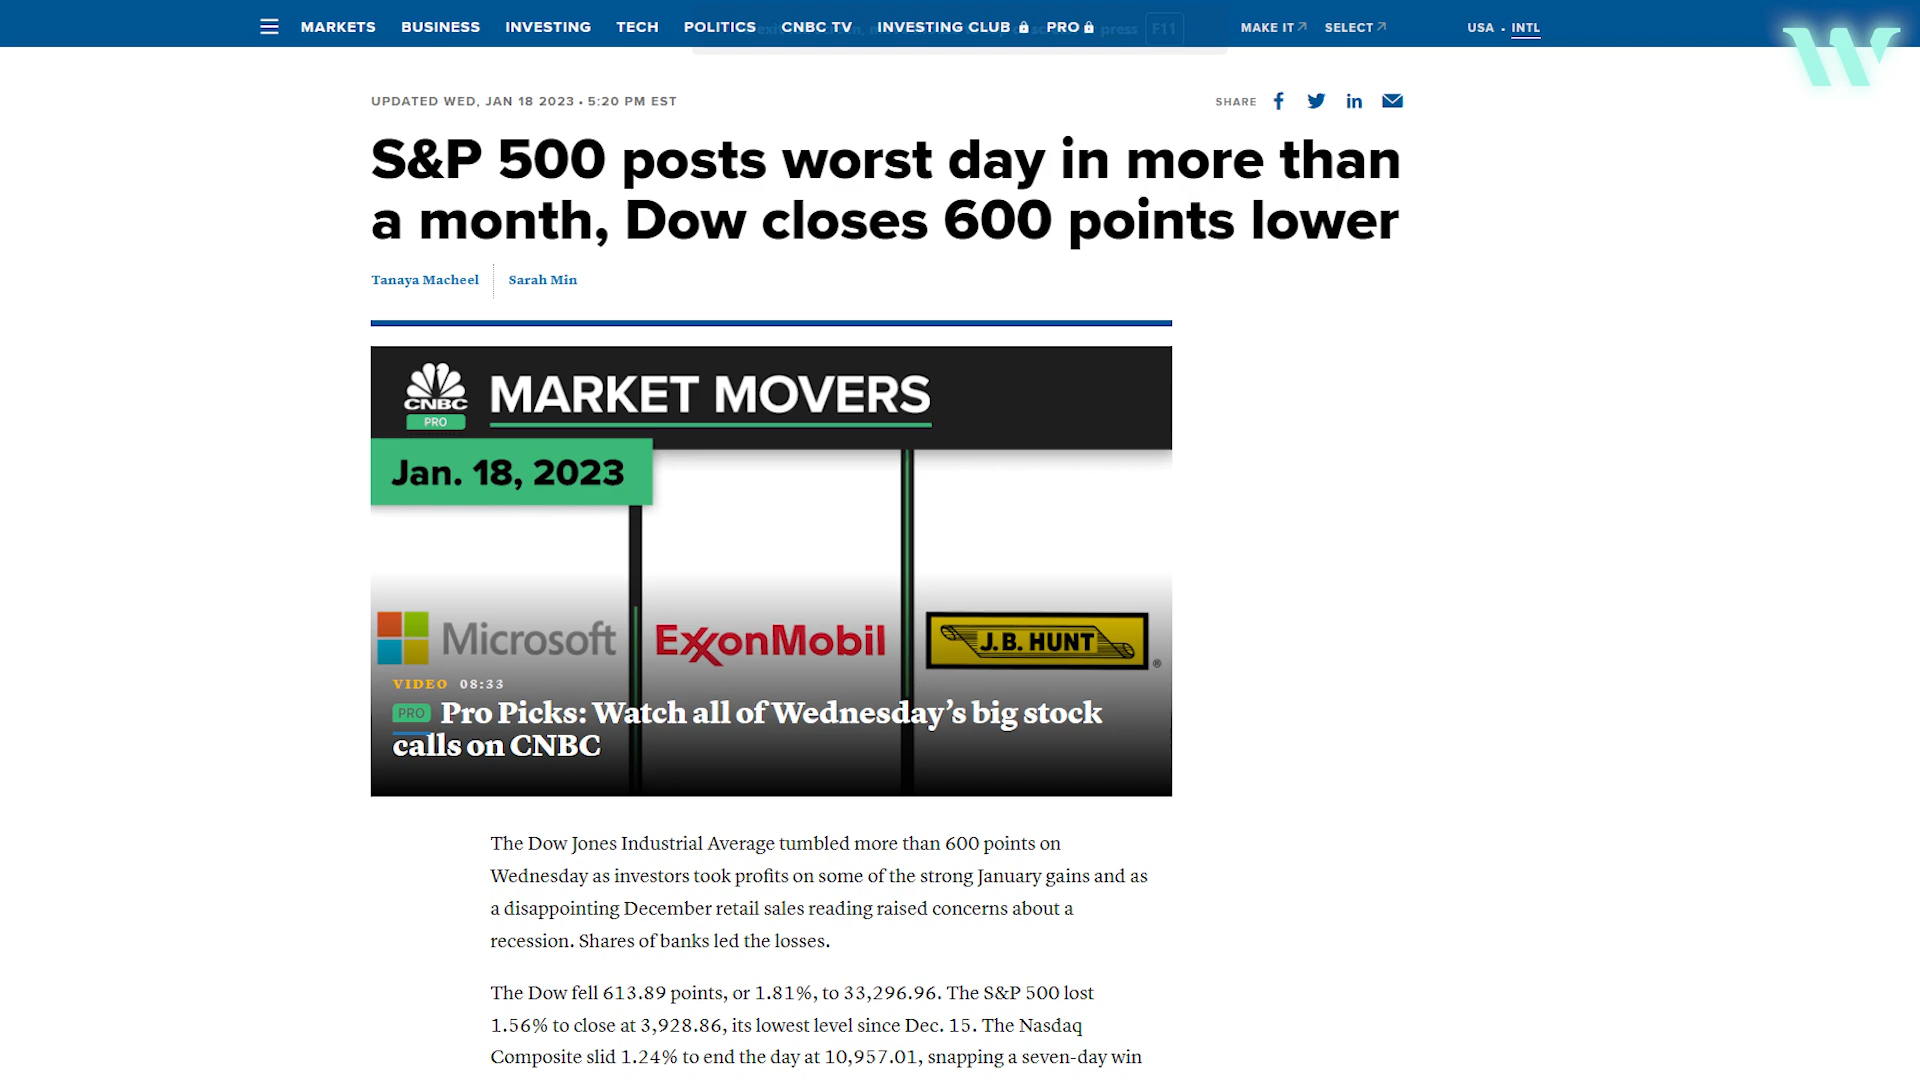 MARKETS BUSINESS INVESTING TECH POLITICS CNBC TV INVESTING CLUB PRO MAKE IT SELECT USA • INTL
press F11
W
UPDATED WED, JAN 18 2023 • 5:20 PM EST
SHARE
S&P 500 posts worst day in more than
a month, Dow closes 600 points lower
Tanaya Macheel Sarah Min
CNBC
PRO
MARKET MOVERS
Jan. 18, 2023
Microsoft
ExxonMobil
J.B. HUNT ®
VIDEO 08:33
PRO Pro Picks: Watch all of Wednesday’s big stock
calls on CNBC
The Dow Jones Industrial Average tumbled more than 600 points on
Wednesday as investors took profits on some of the strong January gains and as
a disappointing December retail sales reading raised concerns about a
recession. Shares of banks led the losses.
The Dow fell 613.89 points, or 1.81%, to 33,296.96. The S&P 500 lost
1.56% to close at 3,928.86, its lowest level since Dec. 15. The Nasdaq
Composite slid 1.24% to end the day at 10,957.01, snapping a seven-day win